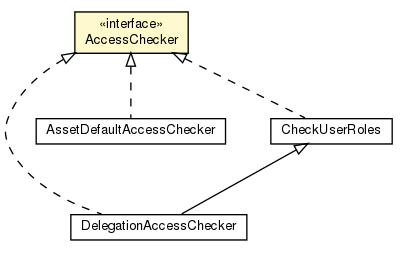 «interface»
AccessChecker
AssetDefaultAccessChecker
CheckUserRoles
DelegationAccessChecker